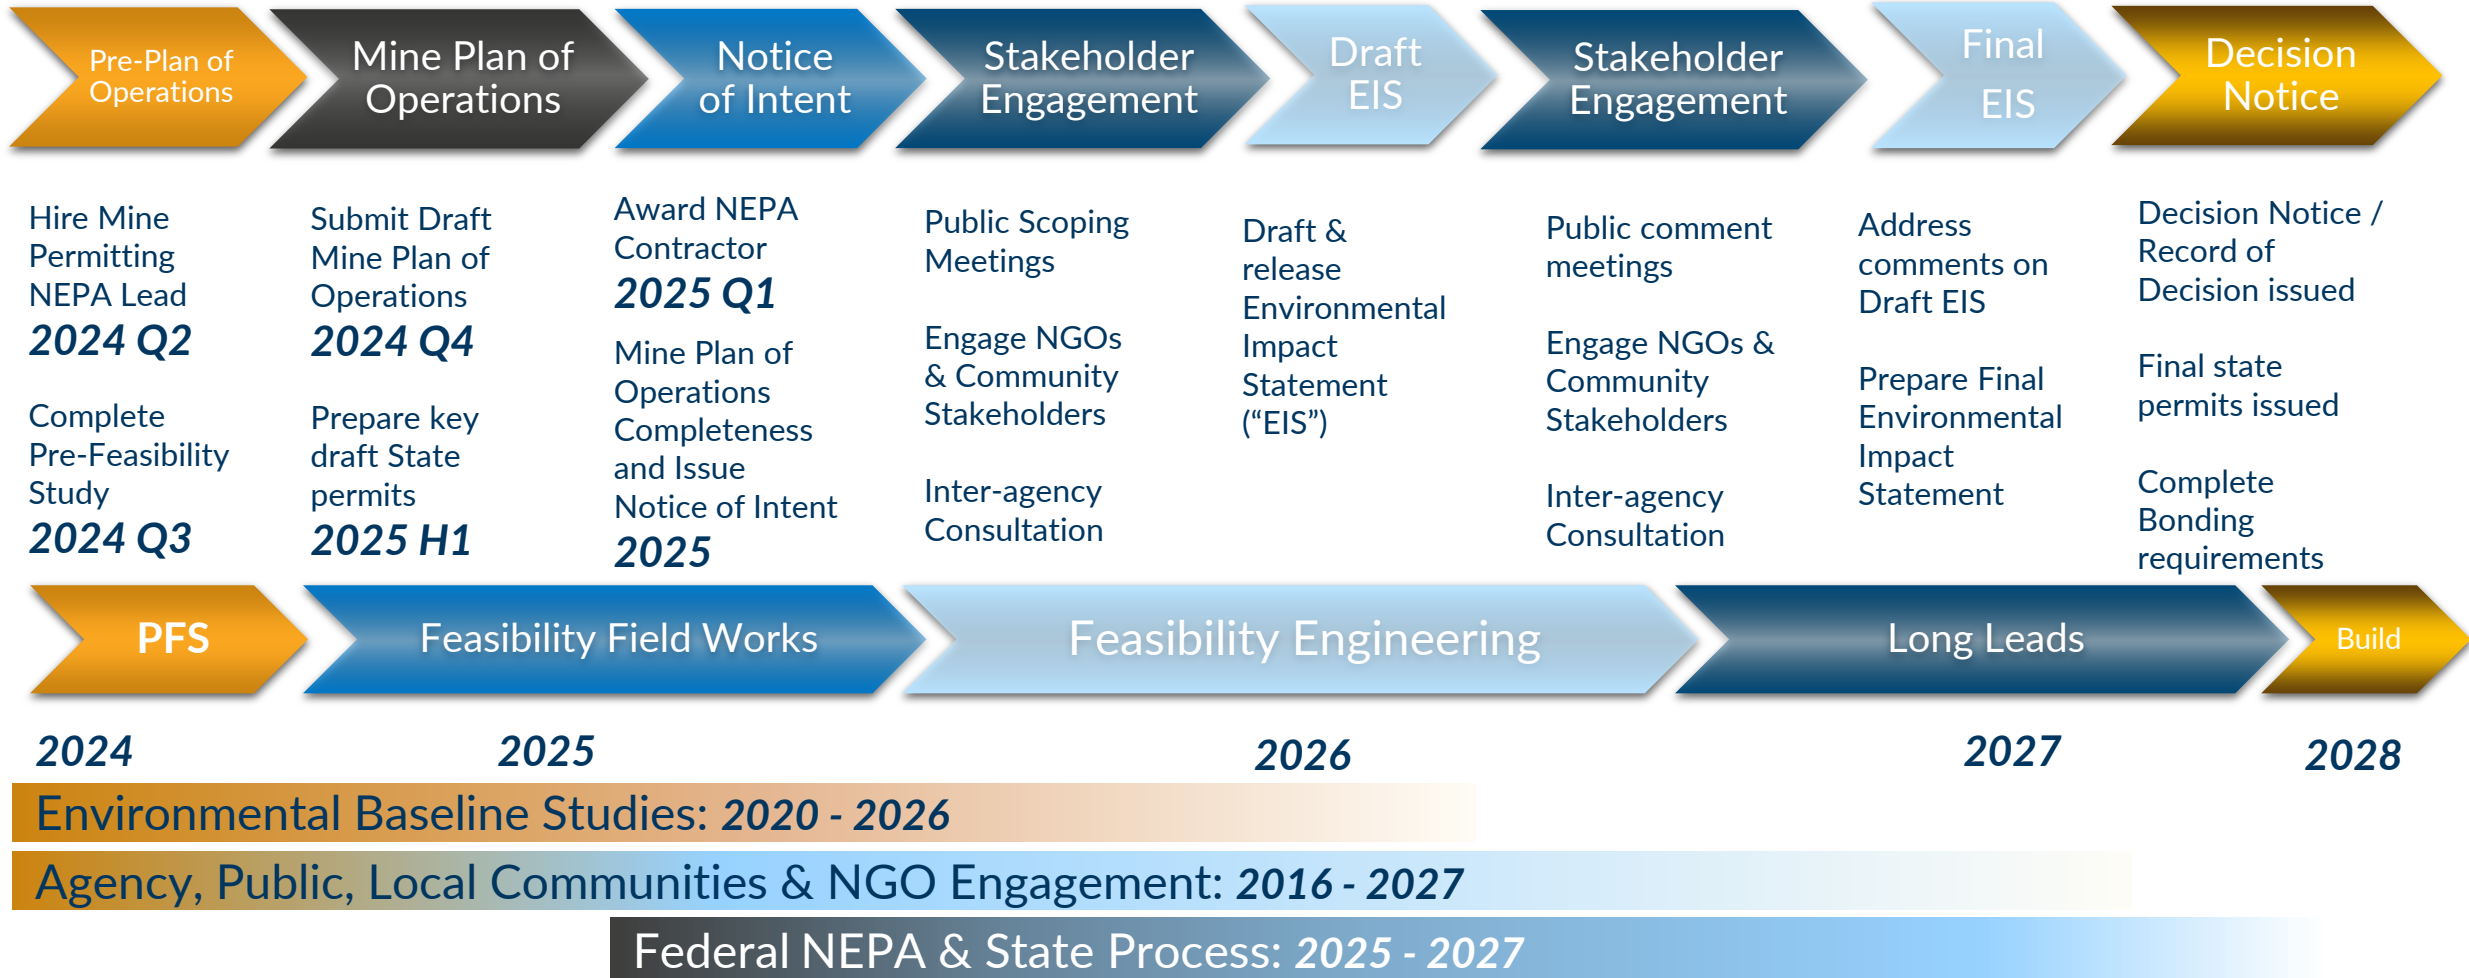 Pre-Plan of
Operations
Mine Plan of
Operations
Notice
of Intent
Stakeholder
Engagement
Draft
EIS
Stakeholder
Engagement
Final
EIS
Decision
Notice
Hire Mine
Permitting
NEPA Lead
2024 Q2
Complete
Pre-Feasibility
Study
2024 Q3
Submit Draft
Mine Plan of
Operations
2024 Q4
Prepare key
draft State
permits
2025 H1
Award NEPA
Contractor
2025 Q1
Mine Plan of
Operations
Completeness
and Issue
Notice of Intent
2025
Public Scoping
Meetings
Engage NGOs
& Community
Stakeholders
Inter-agency
Consultation
Draft &
release
Environmental
Impact
Statement
(“EIS”)
Public comment
meetings
Engage NGOs &
Community
Stakeholders
Inter-agency
Consultation
Address
comments on
Draft EIS
Prepare Final
Environmental
Impact
Statement
Decision Notice /
Record of
Decision issued
Final state
permits issued
Complete
Bonding
requirements
PFS
Feasibility Field Works
Feasibility Engineering
Long Leads
Build
2024
2025
2026
2027
2028
Environmental Baseline Studies: 2020 - 2026
Agency, Public, Local Communities & NGO Engagement: 2016 - 2027
Federal NEPA & State Process: 2025 - 2027